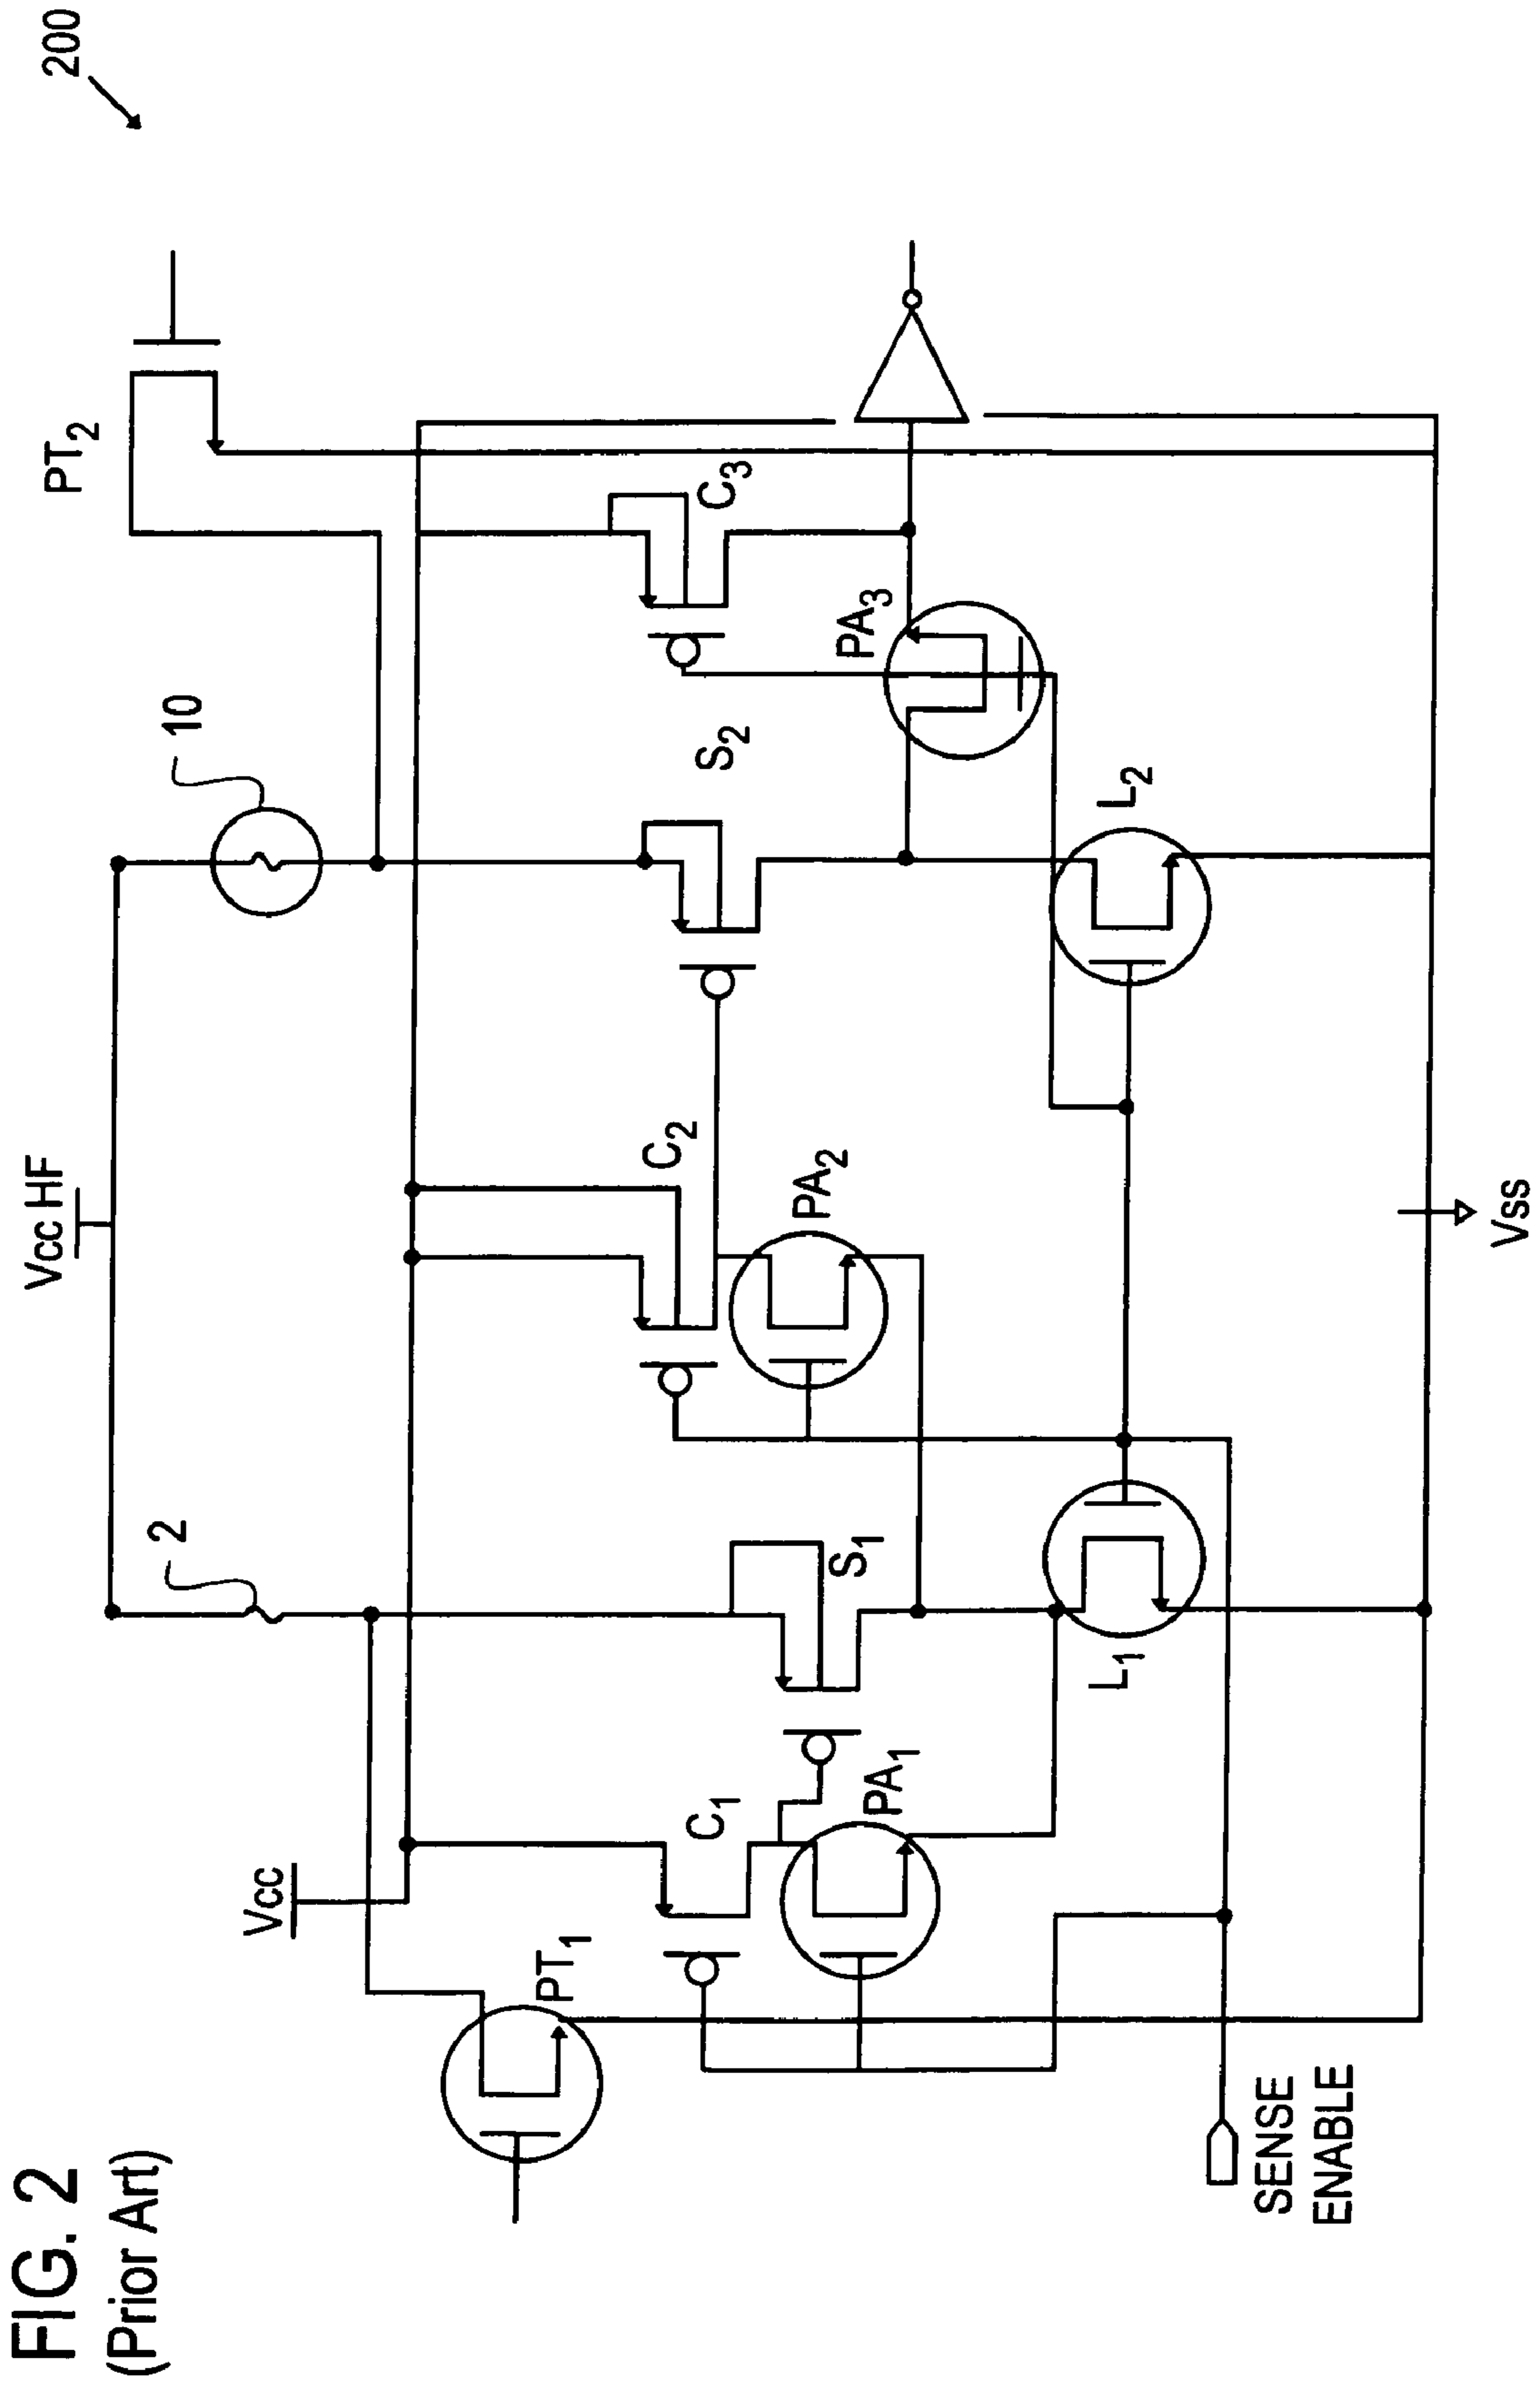 FIG. 2
(Prior Art)
200
Vcc HF
Vcc
2
10
PT1
PT2
C1
S1
C2
S2
C3
PA1
PA2
PA3
L1
L2
SENSE
ENABLE
Vss